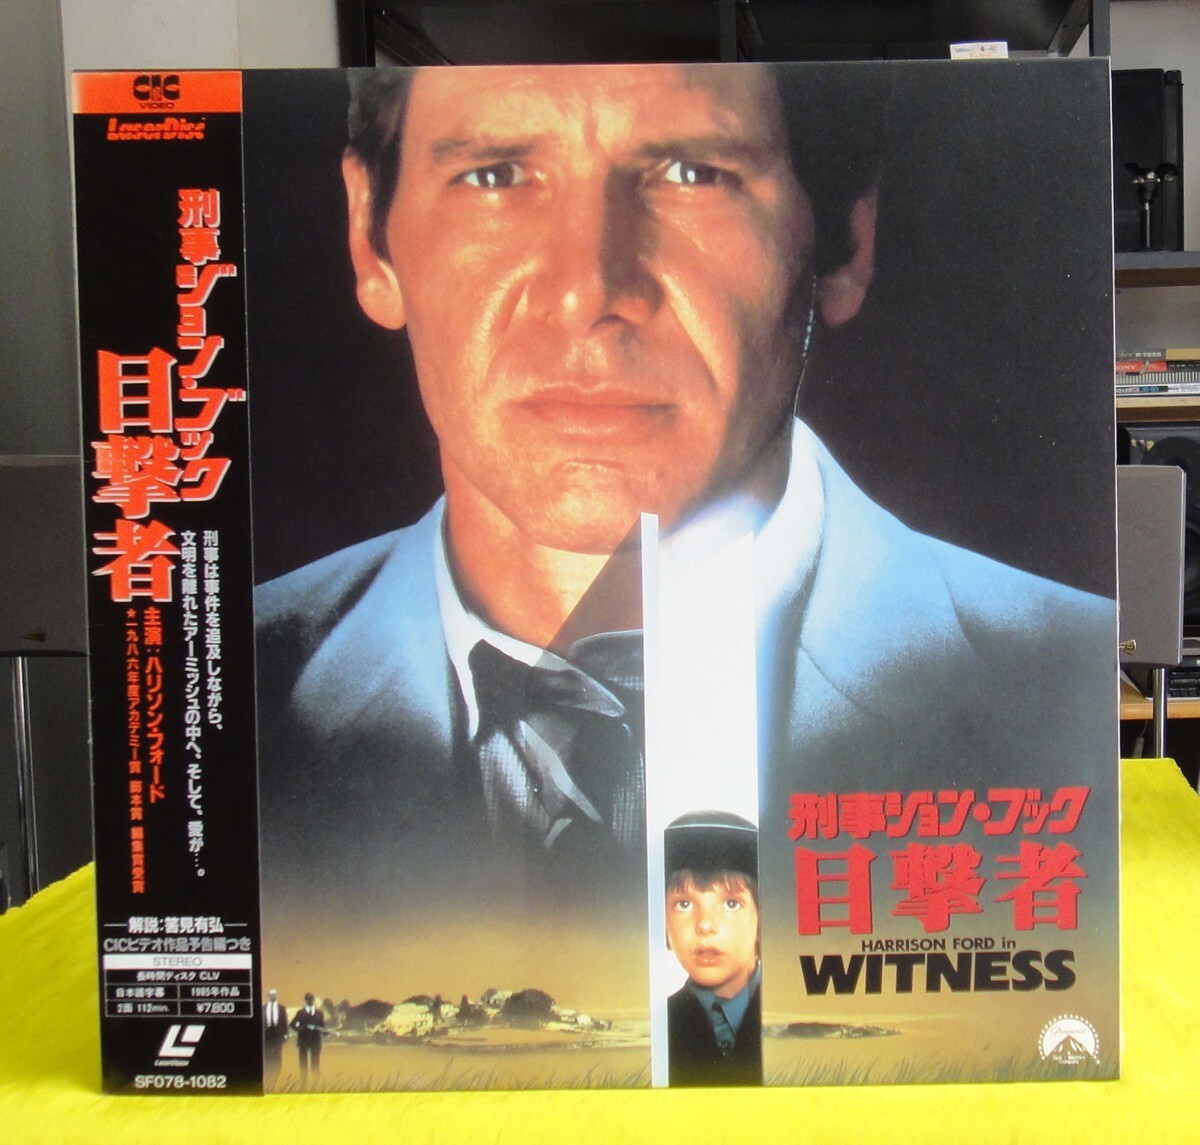 CIC
VIDEO
LaserDisc
刑事ジョン・ブック
目撃者
刑事は事件を追及しながら、
文明を離れたアーミッシュの中へ。そして、愛が…。
主演：ハリソン・フォード
★一九八六年度アカデミー賞 脚本賞 編集賞受賞
解説：筈見有弘
CICビデオ作品予告編つき
STEREO
長時間ディスク CLV
日本語字幕 1985年作品
2面 112min. ¥7,800
LaserVision
SF078-1082
刑事ジョン・ブック
目撃者
HARRISON FORD in
WITNESS
Paramount